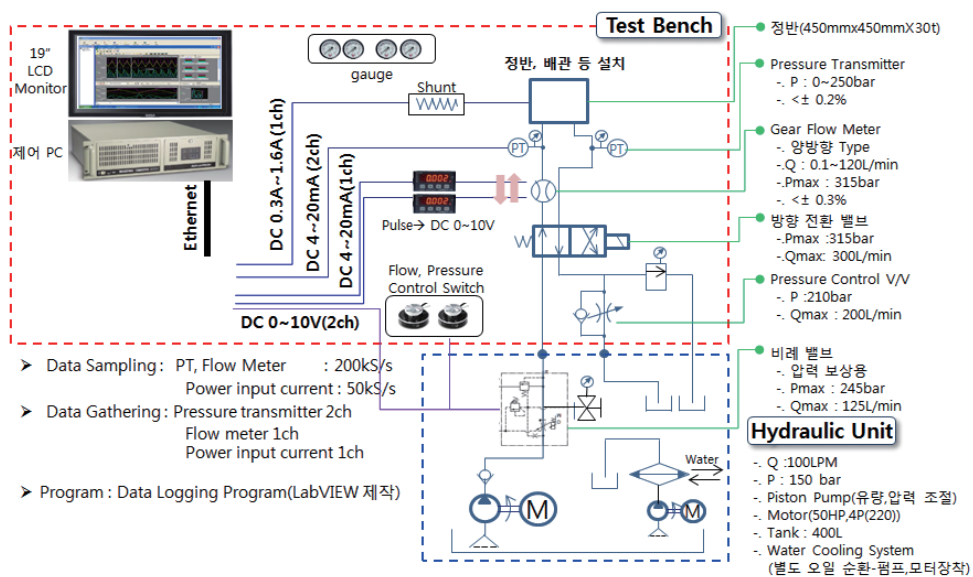 Test Bench
19"
LCD
Monitor
제어 PC
Ethernet
gauge
Shunt
정반, 배관 등 설치
DC 0.3A~1.6A(1ch)
DC 4~20mA (2ch)
DC 4~20mA(1ch)
PT
PT
0.002
0.002
Pulse→ DC 0~10V
Flow, Pressure
Control Switch
DC 0~10V(2ch)
정반(450mmx450mmX30t)
Pressure Transmitter
-. P : 0~250bar
-. <± 0.2%
Gear Flow Meter
-. 양방향 Type
-.Q : 0.1~120L/min
-.Pmax : 315bar
-. <± 0.3%
방향 전환 밸브
-.Pmax :315bar
-.Qmax: 300L/min
Pressure Control V/V
-. P :210bar
-. Qmax : 200L/min
비례 밸브
-. 압력 보상용
-. Pmax : 245bar
-. Qmax : 125L/min
➤ Data Sampling : PT, Flow Meter : 200kS/s
Power input current : 50kS/s
➤ Data Gathering : Pressure transmitter 2ch
Flow meter 1ch
Power input current 1ch
➤ Program : Data Logging Program(LabVIEW 제작)
Water
M
M
Hydraulic Unit
-. Q :100LPM
-. P : 150 bar
-. Piston Pump(유량,압력 조절)
-. Motor(50HP,4P(220))
-. Tank : 400L
-. Water Cooling System
(별도 오일 순환-펌프,모터장착)